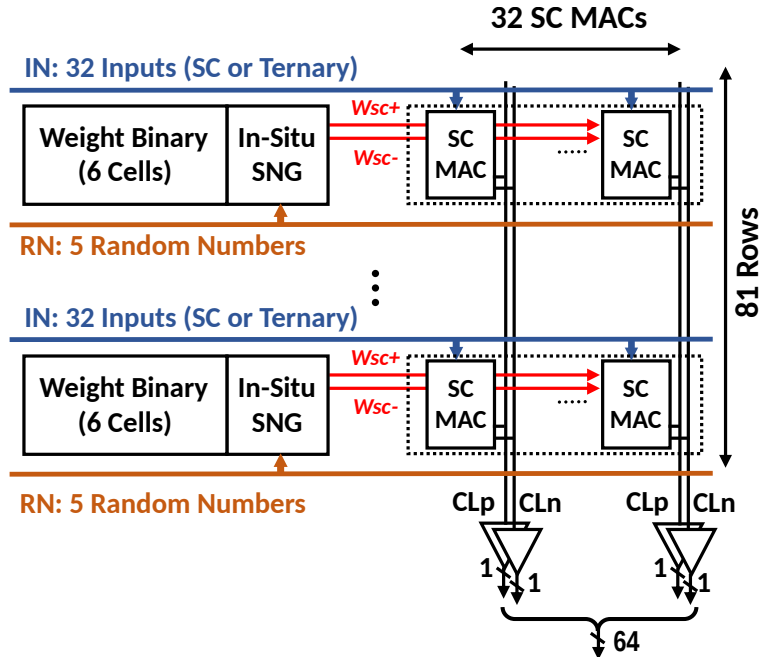 32 SC MACs
IN: 32 Inputs (SC or Ternary)
Weight Binary
(6 Cells)
In-Situ
SNG
Wsc+
Wsc-
SC
MAC
......
SC
MAC
RN: 5 Random Numbers
81 Rows
IN: 32 Inputs (SC or Ternary)
Weight Binary
(6 Cells)
In-Situ
SNG
Wsc+
Wsc-
SC
MAC
......
SC
MAC
RN: 5 Random Numbers
CLp
CLn
CLp
CLn
1
1
1
1
64